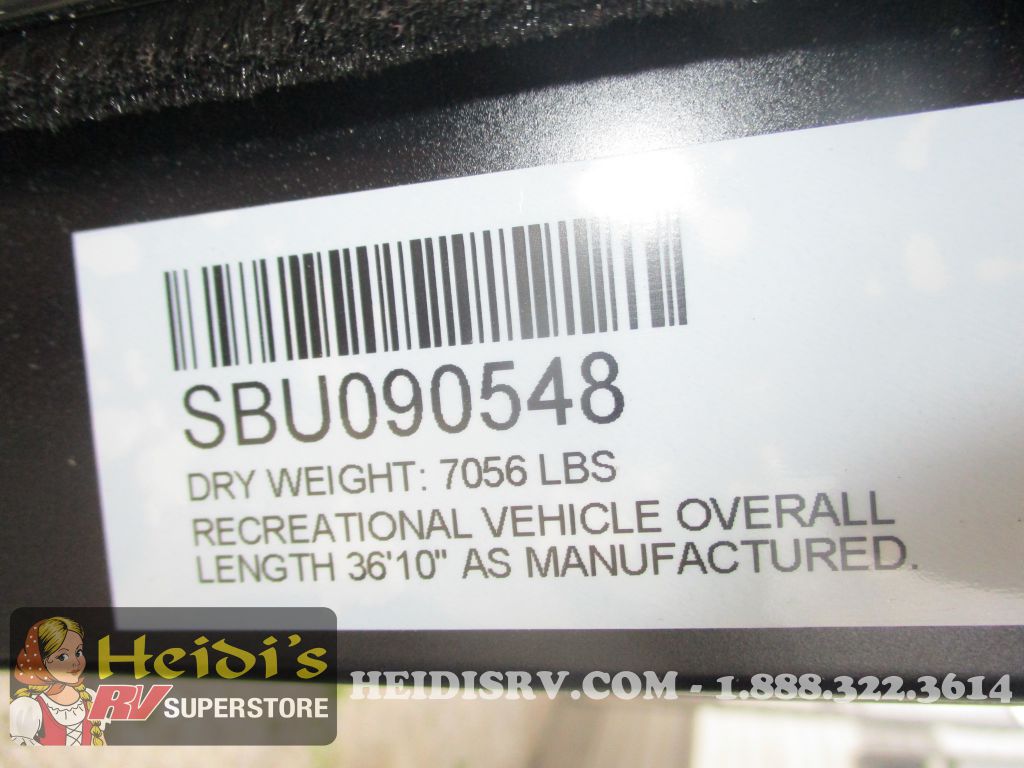 SBU090548
DRY WEIGHT: 7056 LBS
RECREATIONAL VEHICLE OVERALL
LENGTH 36'10" AS MANUFACTURED.
Heidi's
RV SUPERSTORE
HEIDISRV.COM - 1.888.322.3614